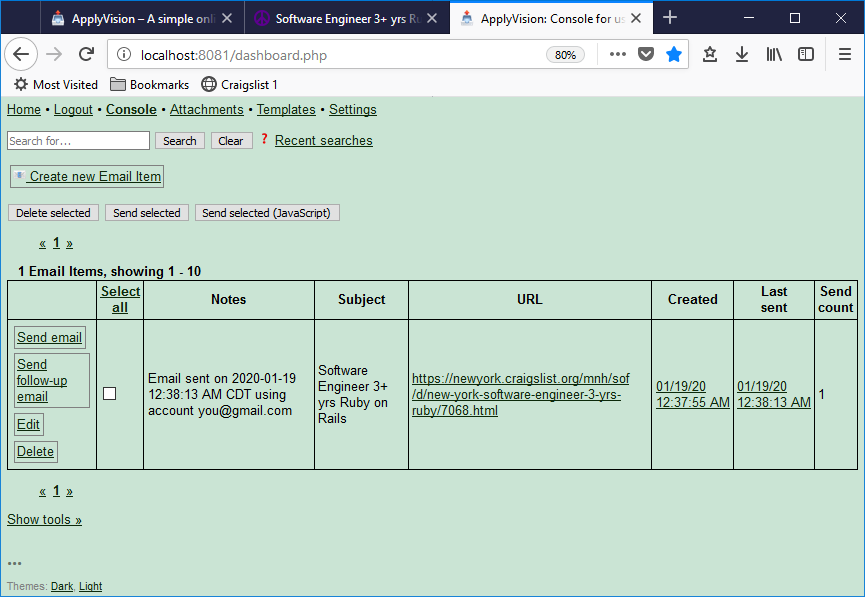 ApplyVision – A simple onli
Software Engineer 3+ yrs Ru
ApplyVision: Console for us
localhost:8081/dashboard.php
80%
Most Visited Bookmarks Craigslist 1
Home • Logout • Console • Attachments • Templates • Settings
Search for... Search Clear ? Recent searches
Create new Email Item
Delete selected Send selected Send selected (JavaScript)
« 1 »
1 Email Items, showing 1 - 10
Select all
Notes
Subject
URL
Created
Last sent
Send count
Send email
Send
follow-up
email
Edit
Delete
Email sent on 2020-01-19
12:38:13 AM CDT using
account you@gmail.com
Software
Engineer 3+
yrs Ruby on
Rails
https://newyork.craigslist.org/mnh/sof
/d/new-york-software-engineer-3-yrs-
ruby/7068.html
01/19/20
12:37:55 AM
01/19/20
12:38:13 AM
1
« 1 »
Show tools »
...
Themes: Dark, Light